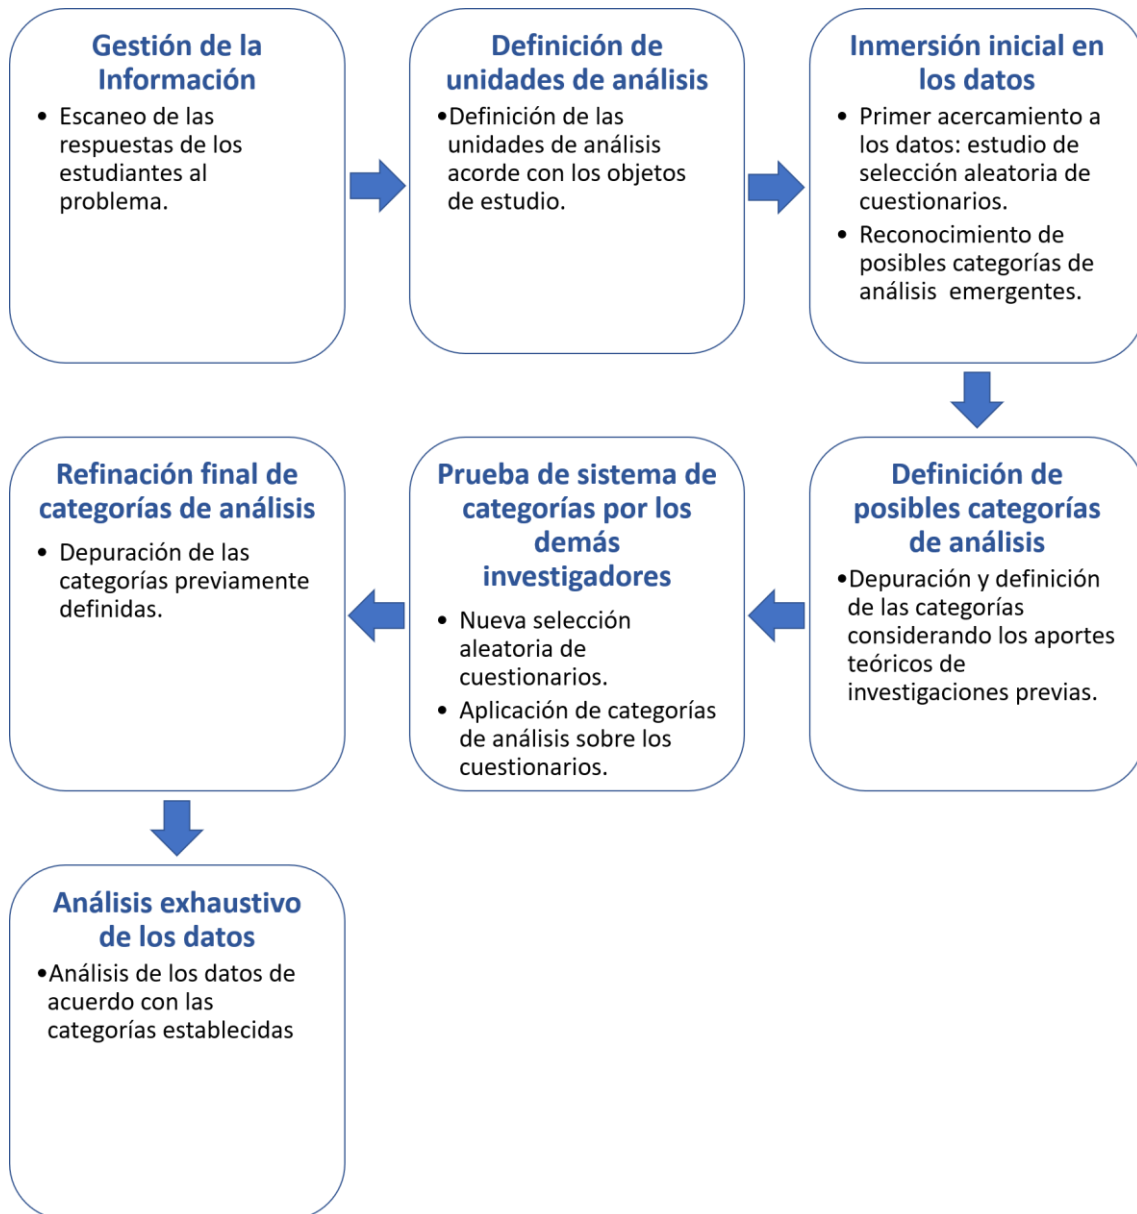 Gestión de la
Información
• Escaneo de las
respuestas de los
estudiantes al
problema.
Definición de
unidades de análisis
•Definición de las
unidades de análisis
acorde con los objetos
de estudio.
Inmersión inicial en
los datos
• Primer acercamiento a
los datos: estudio de
selección aleatoria de
cuestionarios.
• Reconocimiento de
posibles categorías de
análisis emergentes.
Definición de
posibles categorías
de análisis
•Depuración y definición
de las categorías
considerando los aportes
teóricos de
investigaciones previas.
Prueba de sistema de
categorías por los
demás
investigadores
• Nueva selección
aleatoria de
cuestionarios.
• Aplicación de categorías
de análisis sobre los
cuestionarios.
Refinación final de
categorías de análisis
• Depuración de las
categorías previamente
definidas.
Análisis exhaustivo
de los datos
•Análisis de los datos de
acuerdo con las
categorías establecidas